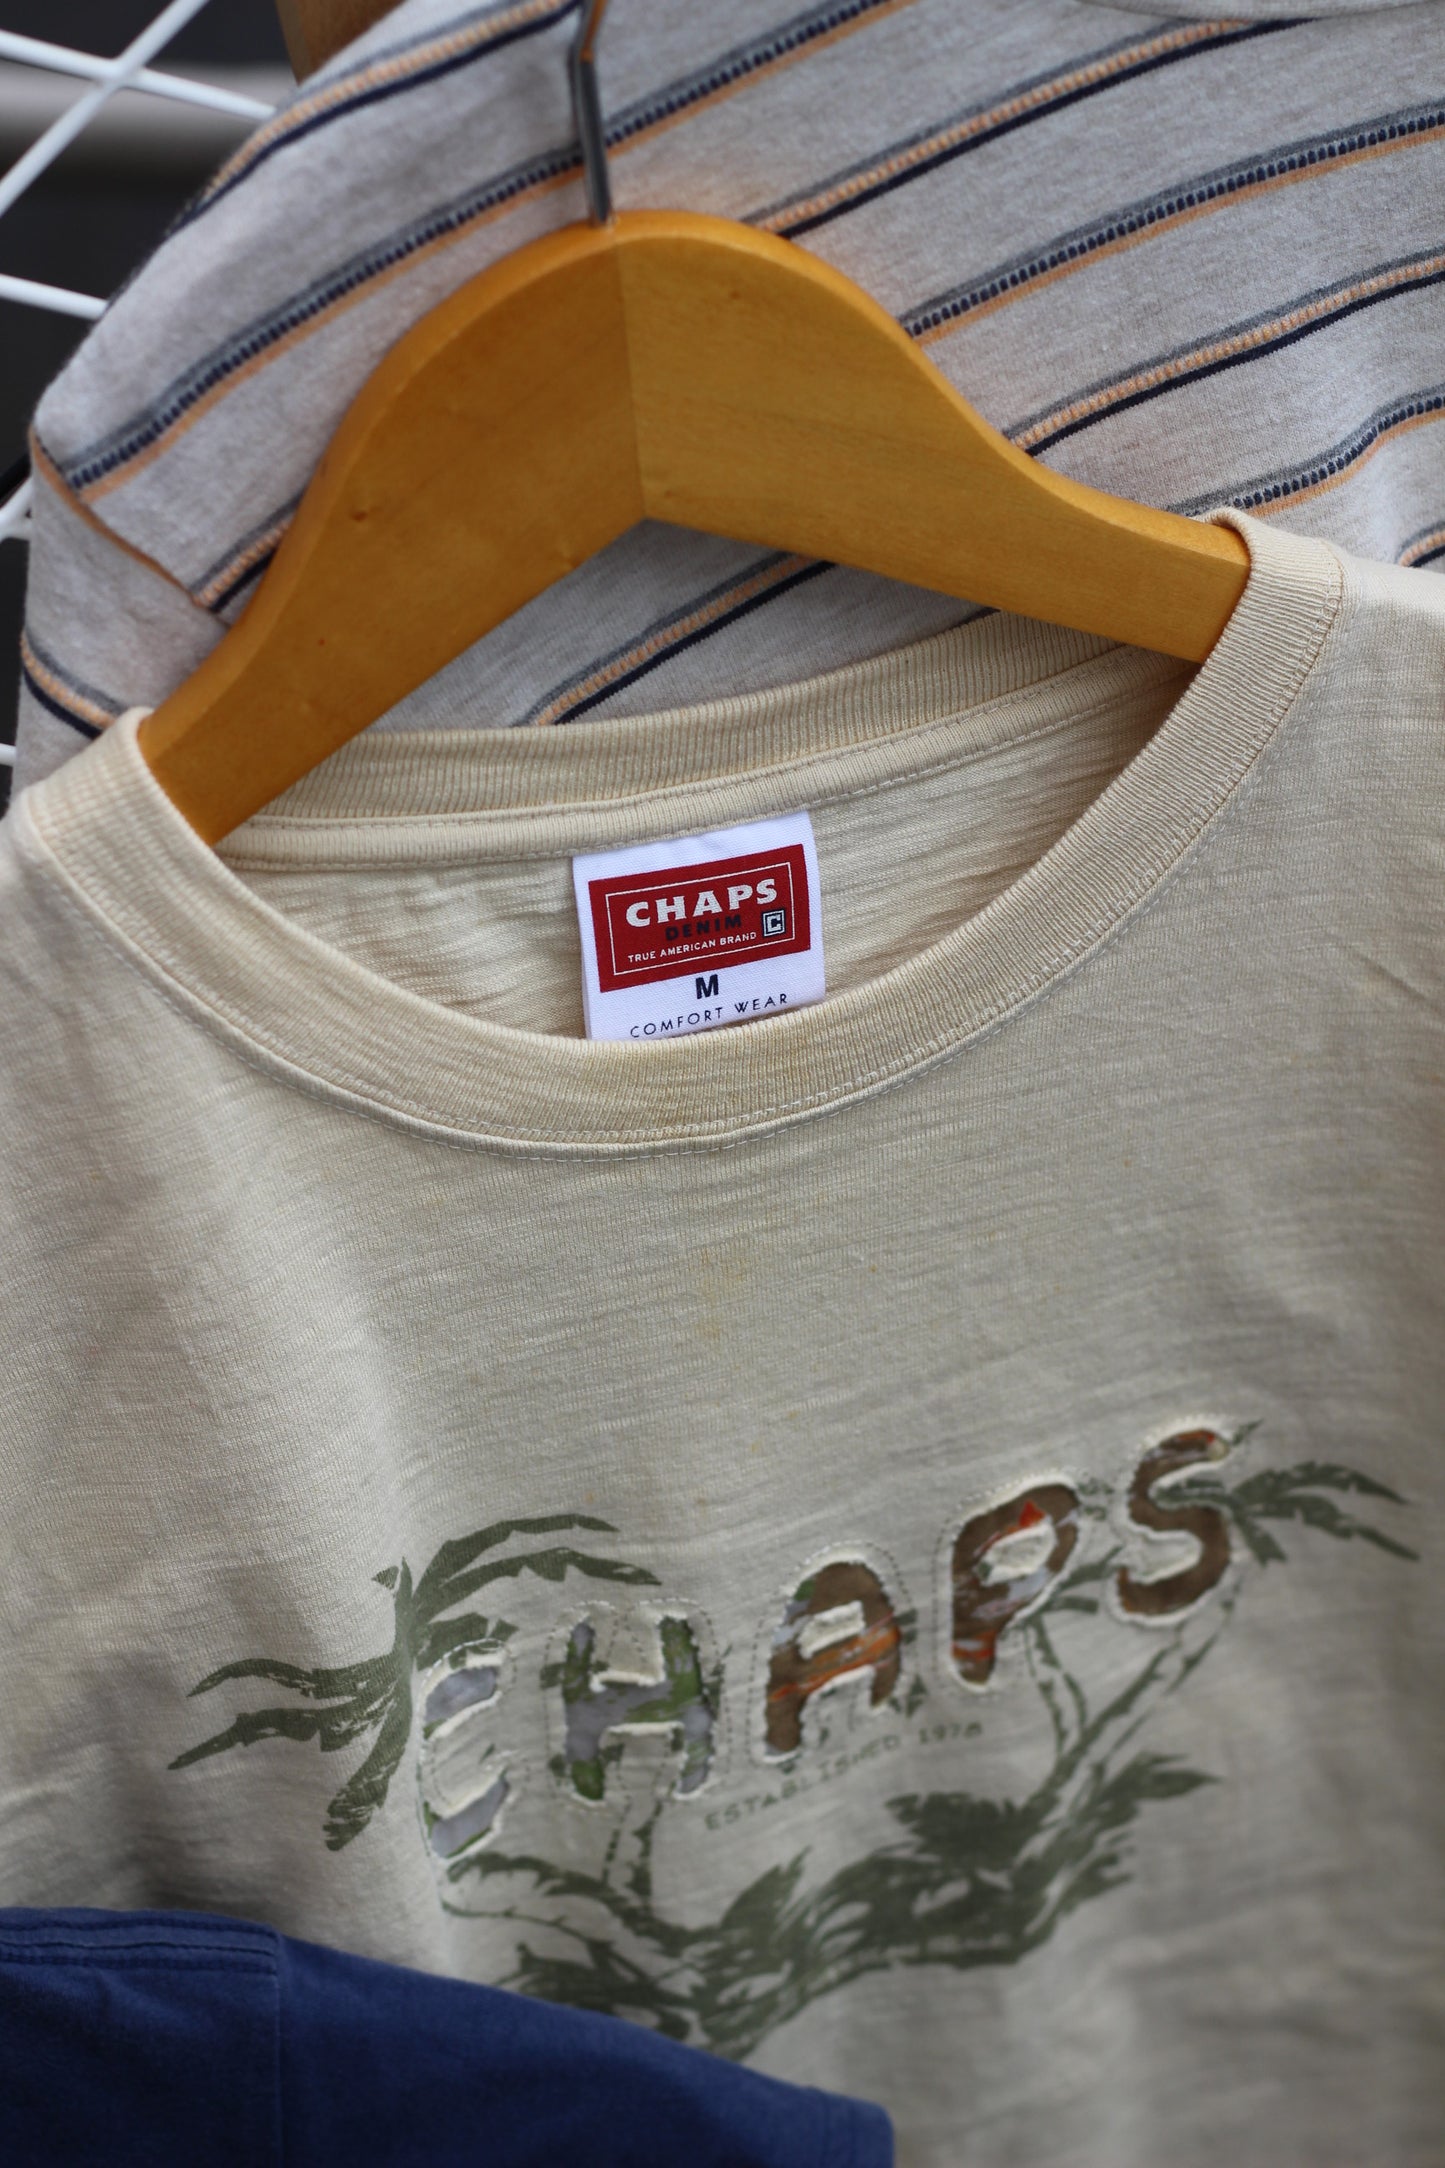 CHAPS
DENIM
C
TRUE AMERICAN BRAND
M
COMFORT WEAR
CHAPS
ESTABLISHED 1978